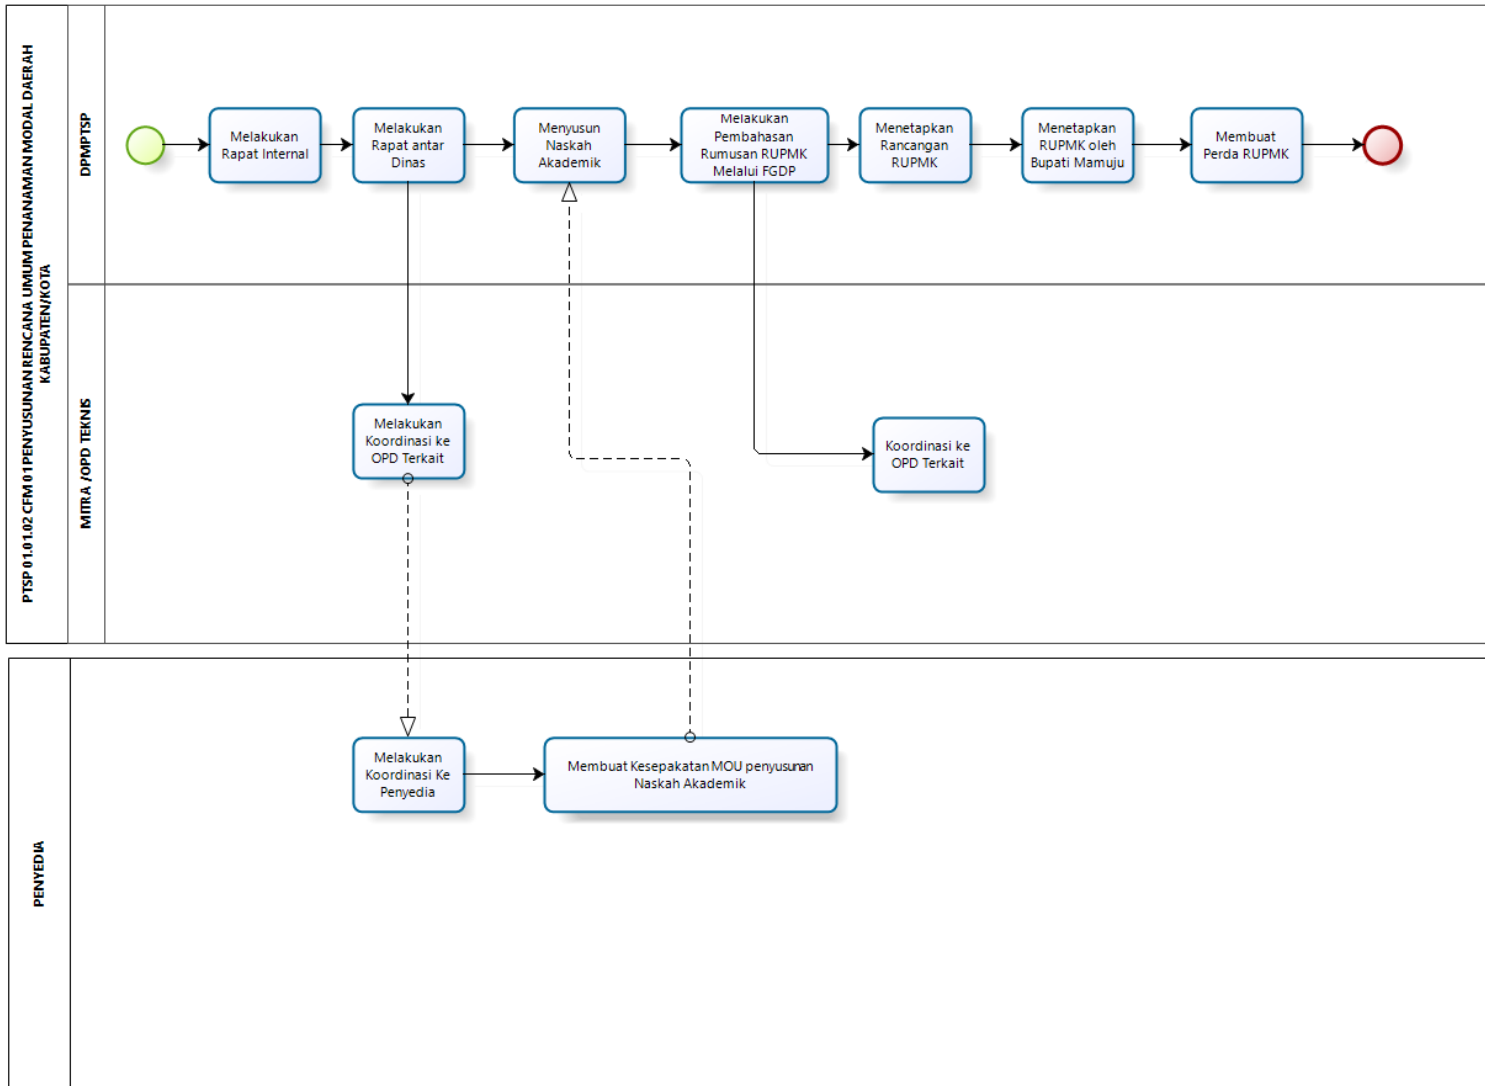 PTSP 01.01.02 CFM 01 PENYUSUNAN RENCANA UMUM PENANAMAN MODAL DAERAH
KABUPATEN/KOTA
DPMPTSP
Melakukan
Rapat Internal
Melakukan
Rapat antar
Dinas
Menyusun
Naskah
Akademik
Melakukan
Pembahasan
Rumusan RUPMK
Melalui FGDP
Menetapkan
Rancangan
RUPMK
Menetapkan
RUPMK oleh
Bupati Mamuju
Membuat
Perda RUPMK
MITRA /OPD TEKNIS
Melakukan
Koordinasi ke
OPD Terkait
Koordinasi ke
OPD Terkait
PENYEDIA
Melakukan
Koordinasi Ke
Penyedia
Membuat Kesepakatan MOU penyusunan
Naskah Akademik